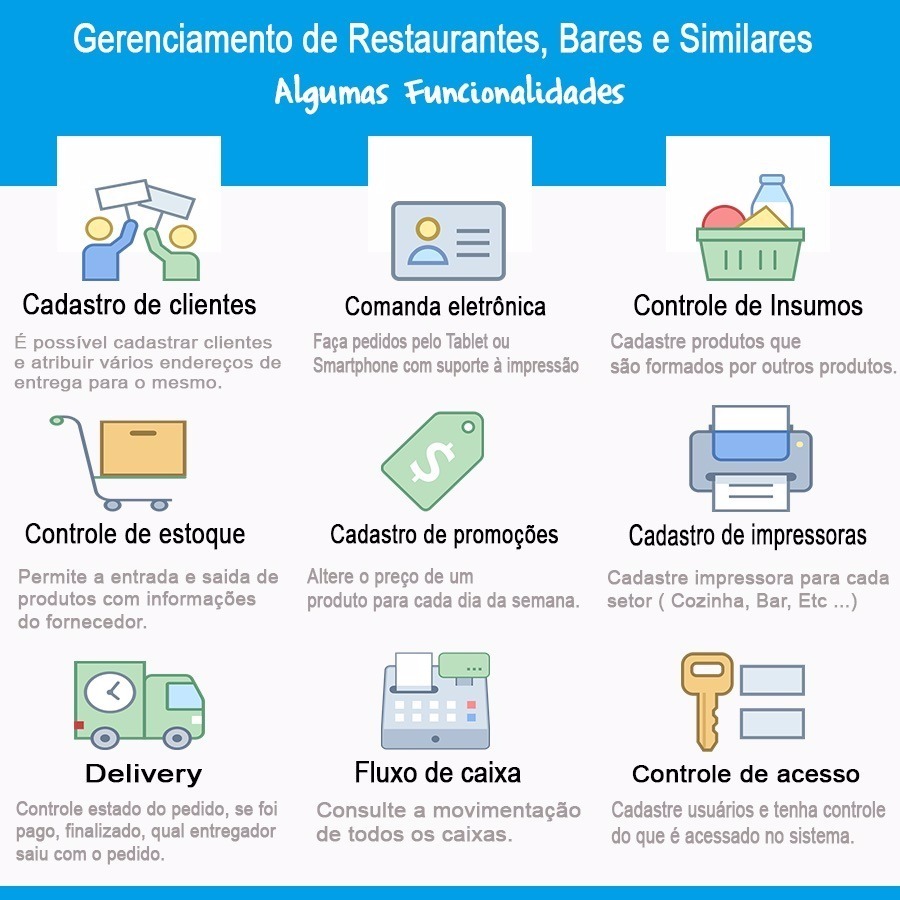 Gerenciamento de Restaurantes, Bares e Similares
Algumas Funcionalidades
Cadastro de clientes
É possível cadastrar clientes
e atribuir vários endereços de
entrega para o mesmo.
Comanda eletrônica
Faça pedidos pelo Tablet ou
Smartphone com suporte à impressão
Controle de Insumos
Cadastre produtos que
são formados por outros produtos.
Controle de estoque
Permite a entrada e saida de
produtos com informações
do fornecedor.
Cadastro de promoções
Altere o preço de um
produto para cada dia da semana.
Cadastro de impressoras
Cadastre impressora para cada
setor ( Cozinha, Bar, Etc ...)
Delivery
Controle estado do pedido, se foi
pago, finalizado, qual entregador
saiu com o pedido.
Fluxo de caixa
Consulte a movimentação
de todos os caixas.
Controle de acesso
Cadastre usuários e tenha controle
do que é acessado no sistema.